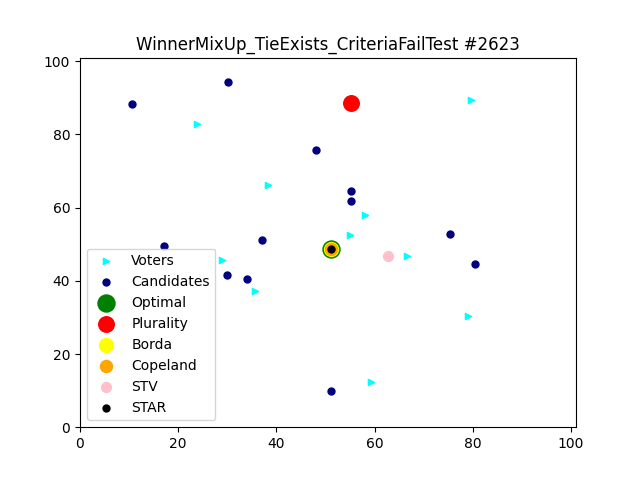 WinnerMixUp_TieExists_CriteriaFailTest #2623
100
80
60
40
20
0
Voters
Candidates
Optimal
Plurality
Borda
Copeland
STV
STAR
0 20 40 60 80 100